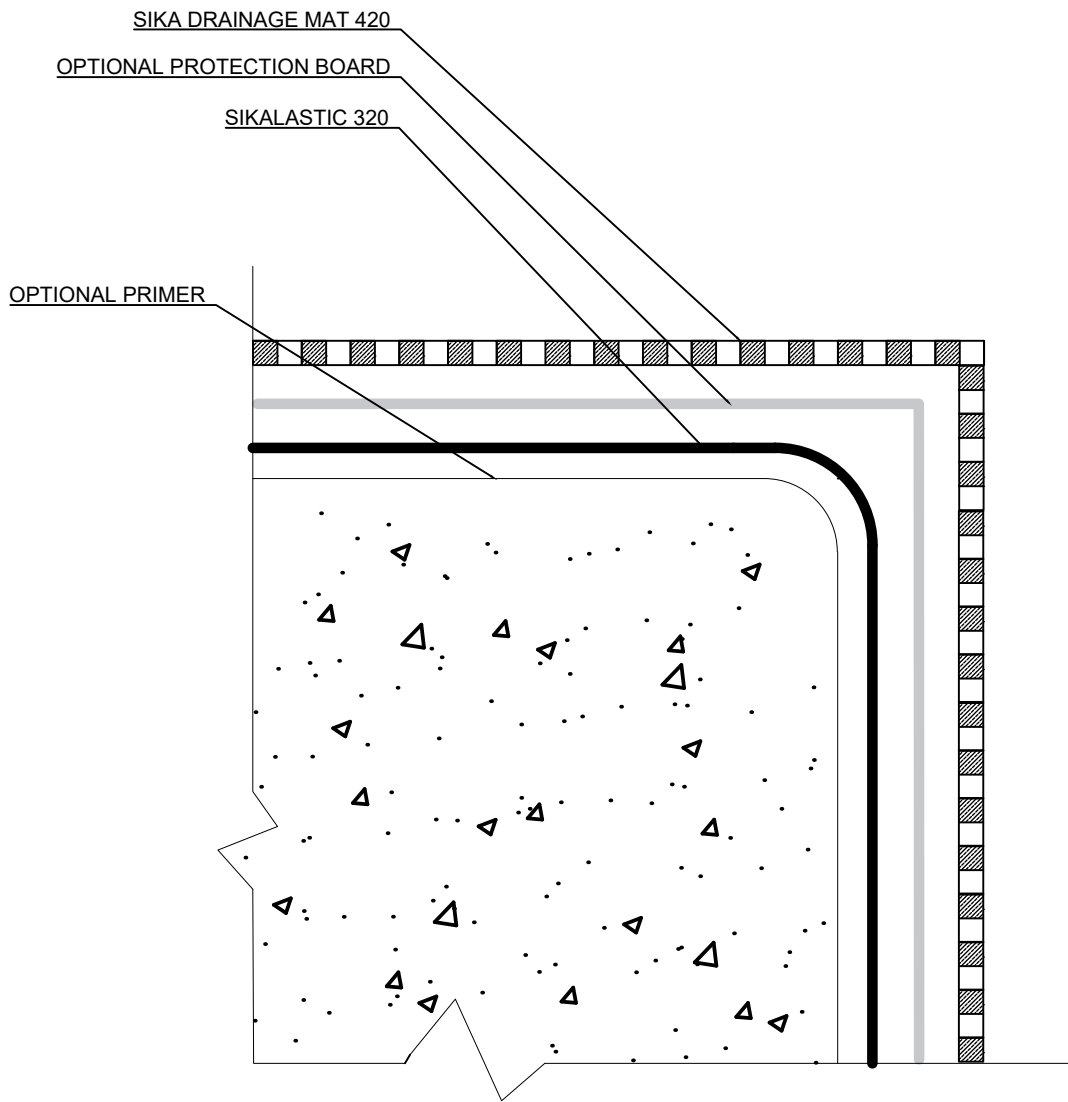 SIKA DRAINAGE MAT 420
OPTIONAL PROTECTION BOARD
SIKALASTIC 320
OPTIONAL PRIMER